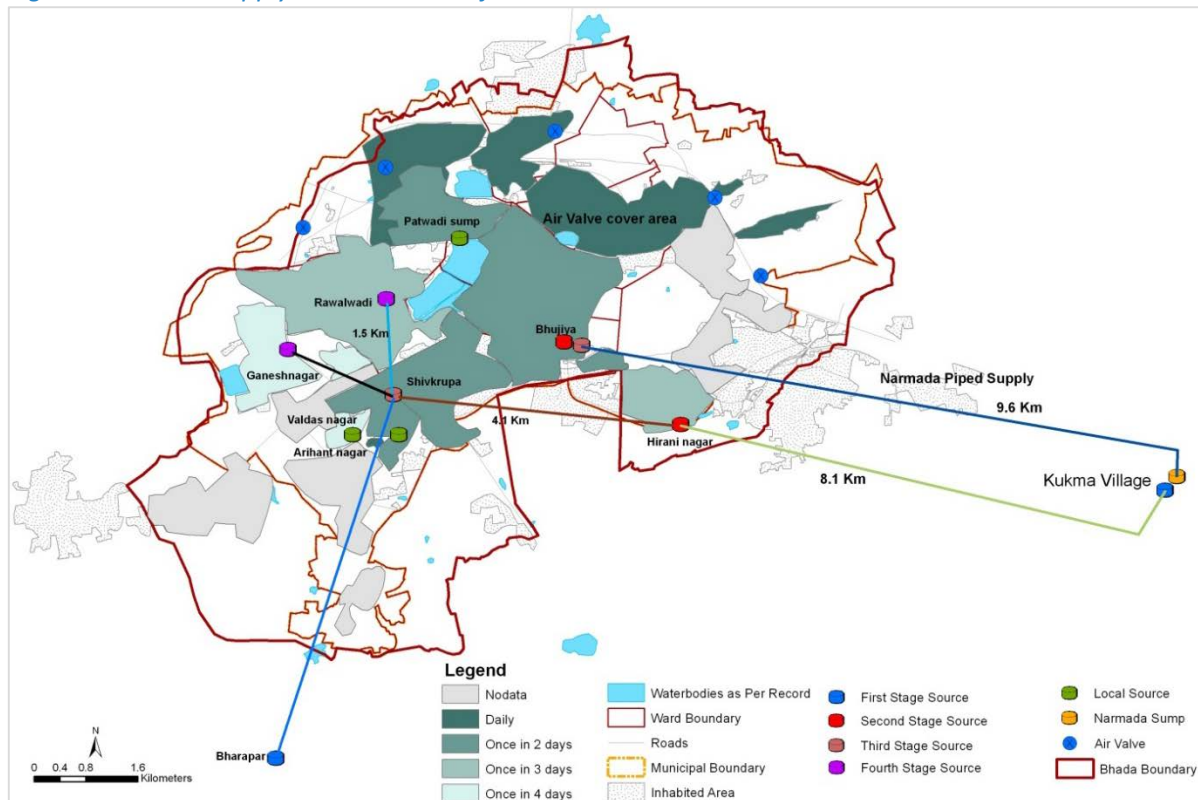 Patwadi sump
Air Valve cover area
Rawalwadi
1.5 Km
Bhujiya
Ganeshnagar
Shivkrupa
Narmada Piped Supply
9.6 Km
Valdas nagar
4.1 Km
Arihant nagar
Hirani nagar
8.1 Km
Kukma Village
Bharapar
N
0 0.4 0.8 1.6
Kilometers
Legend
Nodata
Daily
Once in 2 days
Once in 3 days
Once in 4 days
Waterbodies as Per Record
Ward Boundary
Roads
Municipal Boundary
Inhabited Area
First Stage Source
Second Stage Source
Third Stage Source
Fourth Stage Source
Local Source
Narmada Sump
Air Valve
Bhada Boundary